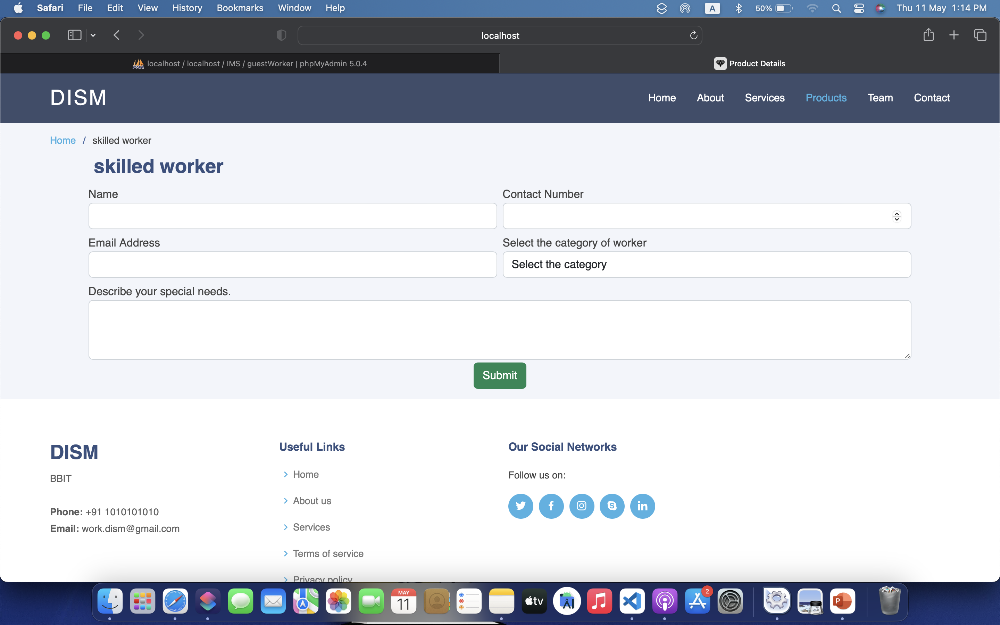 Safari File Edit View History Bookmarks Window Help A 50% Thu 11 May 1:14 PM
localhost
PMA localhost / localhost / IMS / guestWorker | phpMyAdmin 5.0.4 Product Details
DISM Home About Services Products Team Contact
Home / skilled worker
skilled worker
Name Contact Number
Email Address Select the category of worker
Select the category
Describe your special needs.
Submit
DISM Useful Links Our Social Networks
BBIT Home Follow us on:
About us
Phone: +91 1010101010
Email: work.dism@gmail.com Services
Terms of service
Privacy policy
MAY
11
tv
2
P